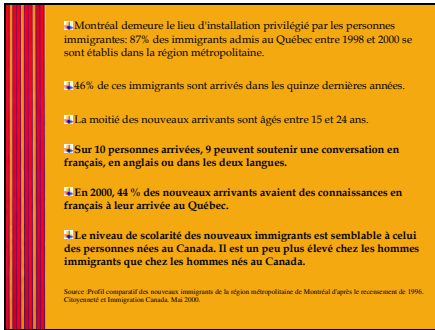 Montréal demeure le lieu d'installation privilégié par les personnes
immigrantes: 87% des immigrants admis au Québec entre 1998 et 2000 se
sont établis dans la région métropolitaine.
46% de ces immigrants sont arrivés dans les quinze dernières années.
La moitié des nouveaux arrivants sont âgés entre 15 et 24 ans.
Sur 10 personnes arrivées, 9 peuvent soutenir une conversation en
français, en anglais ou dans les deux langues.
En 2000, 44 % des nouveaux arrivants avaient des connaissances en
français à leur arrivée au Québec.
Le niveau de scolarité des nouveaux immigrants est semblable à celui
des personnes nées au Canada. Il est un peu plus élevé chez les hommes
immigrants que chez les hommes nés au Canada.
Source :Profil comparatif des nouveaux immigrants de la région métropolitaine de Montréal d'après le recensement de 1996.
Citoyenneté et Immigration Canada. Mai 2000.